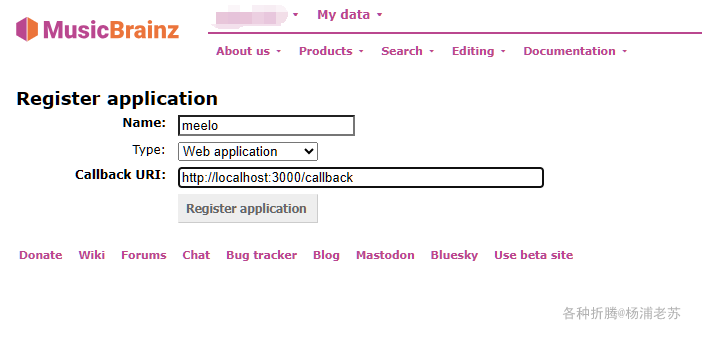 MusicBrainz
My data
About us Products Search Editing Documentation
Register application
Name: meelo
Type: Web application
Callback URI: http://localhost:3000/callback
Register application
Donate Wiki Forums Chat Bug tracker Blog Mastodon Bluesky Use beta site
各种折腾@杨浦老苏